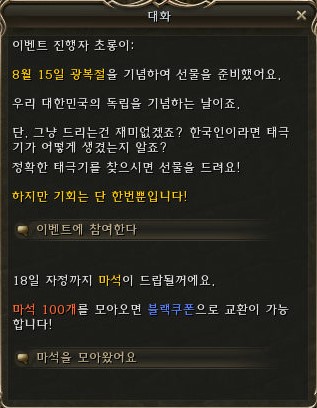 대화
이벤트 진행자 초롱이:
8월 15일 광복절을 기념하여 선물을 준비했어요.
우리 대한민국의 독립을 기념하는 날이죠.
단, 그냥 드리는건 재미없겠죠? 한국인이라면 태극
기가 어떻게 생겼는지 알죠?
정확한 태극기를 찾으시면 선물을 드려요!
하지만 기회는 단 한번뿐입니다!
이벤트에 참여한다
18일 자정까지 마석이 드랍될꺼에요.
마석 100개를 모아오면 블랙쿠폰으로 교환이 가능
합니다!
마석을 모아왔어요